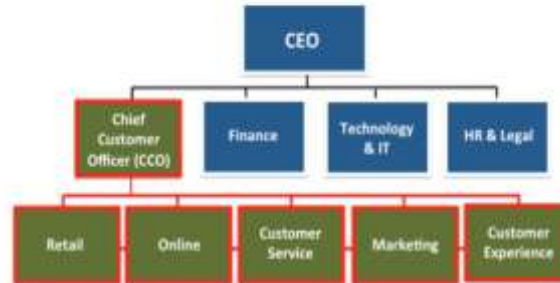 CEO
Chief
Customer
Officer (CCO)
Finance
Technology
& IT
HR & Legal
Retail
Online
Customer
Service
Marketing
Customer
Experience